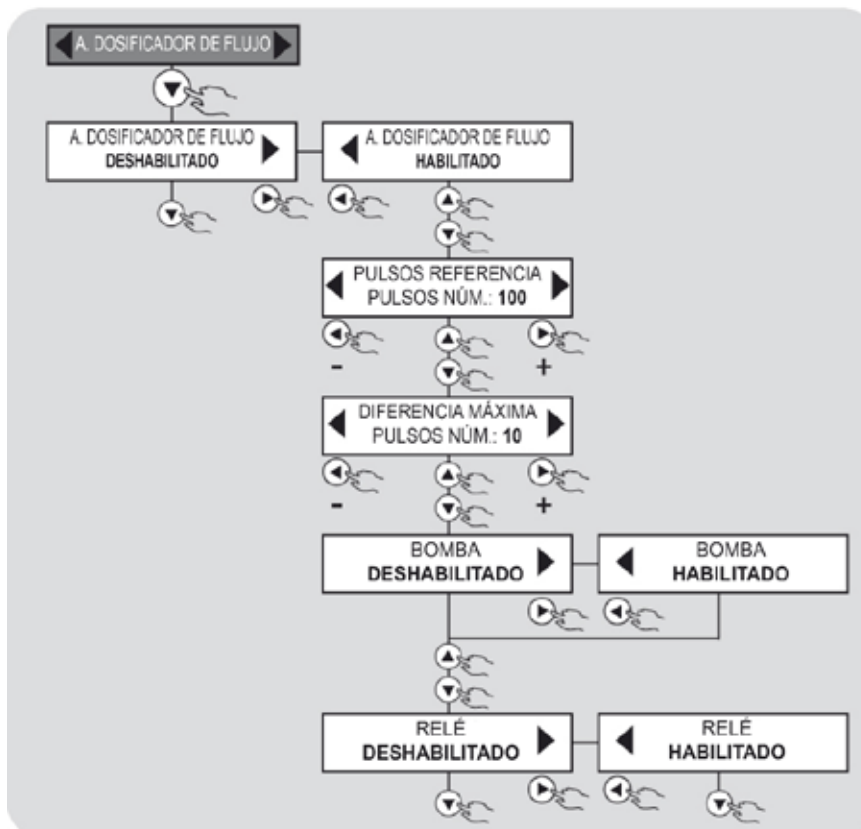 A. DOSIFICADOR DE FLUJO
A. DOSIFICADOR DE FLUJO
DESHABILITADO
A. DOSIFICADOR DE FLUJO
HABILITADO
PULSOS REFERENCIA
PULSOS NÚM.: 100
- +
DIFERENCIA MÁXIMA
PULSOS NÚM.: 10
- +
BOMBA
DESHABILITADO
BOMBA
HABILITADO
RELÉ
DESHABILITADO
RELÉ
HABILITADO